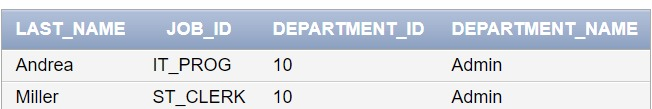 LAST_NAME JOB_ID DEPARTMENT_ID DEPARTMENT_NAME
Andrea IT_PROG 10 Admin
Miller ST_CLERK 10 Admin